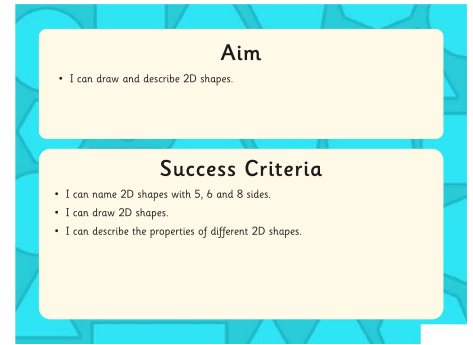 Aim
• I can draw and describe 2D shapes.
Success Criteria
• I can name 2D shapes with 5, 6 and 8 sides.
• I can draw 2D shapes.
• I can describe the properties of different 2D shapes.